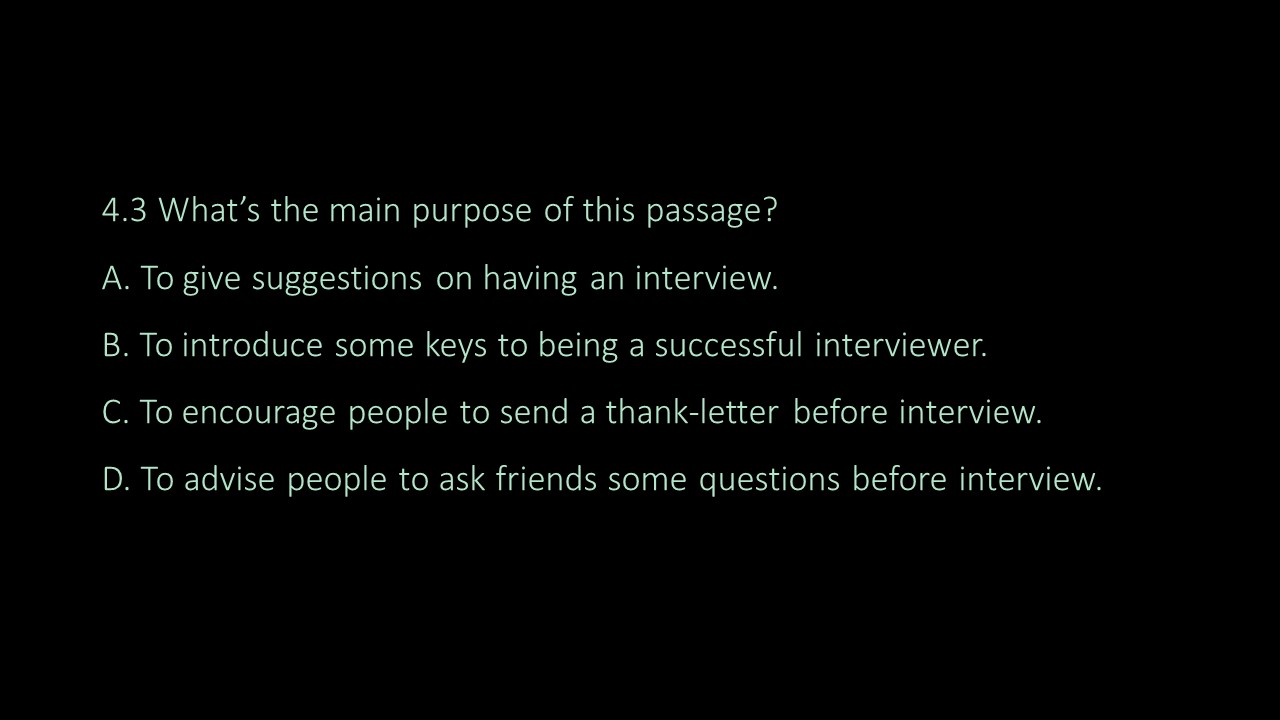 4.3 What’s the main purpose of this passage?
A. To give suggestions on having an interview.
B. To introduce some keys to being a successful interviewer.
C. To encourage people to send a thank-letter before interview.
D. To advise people to ask friends some questions before interview.